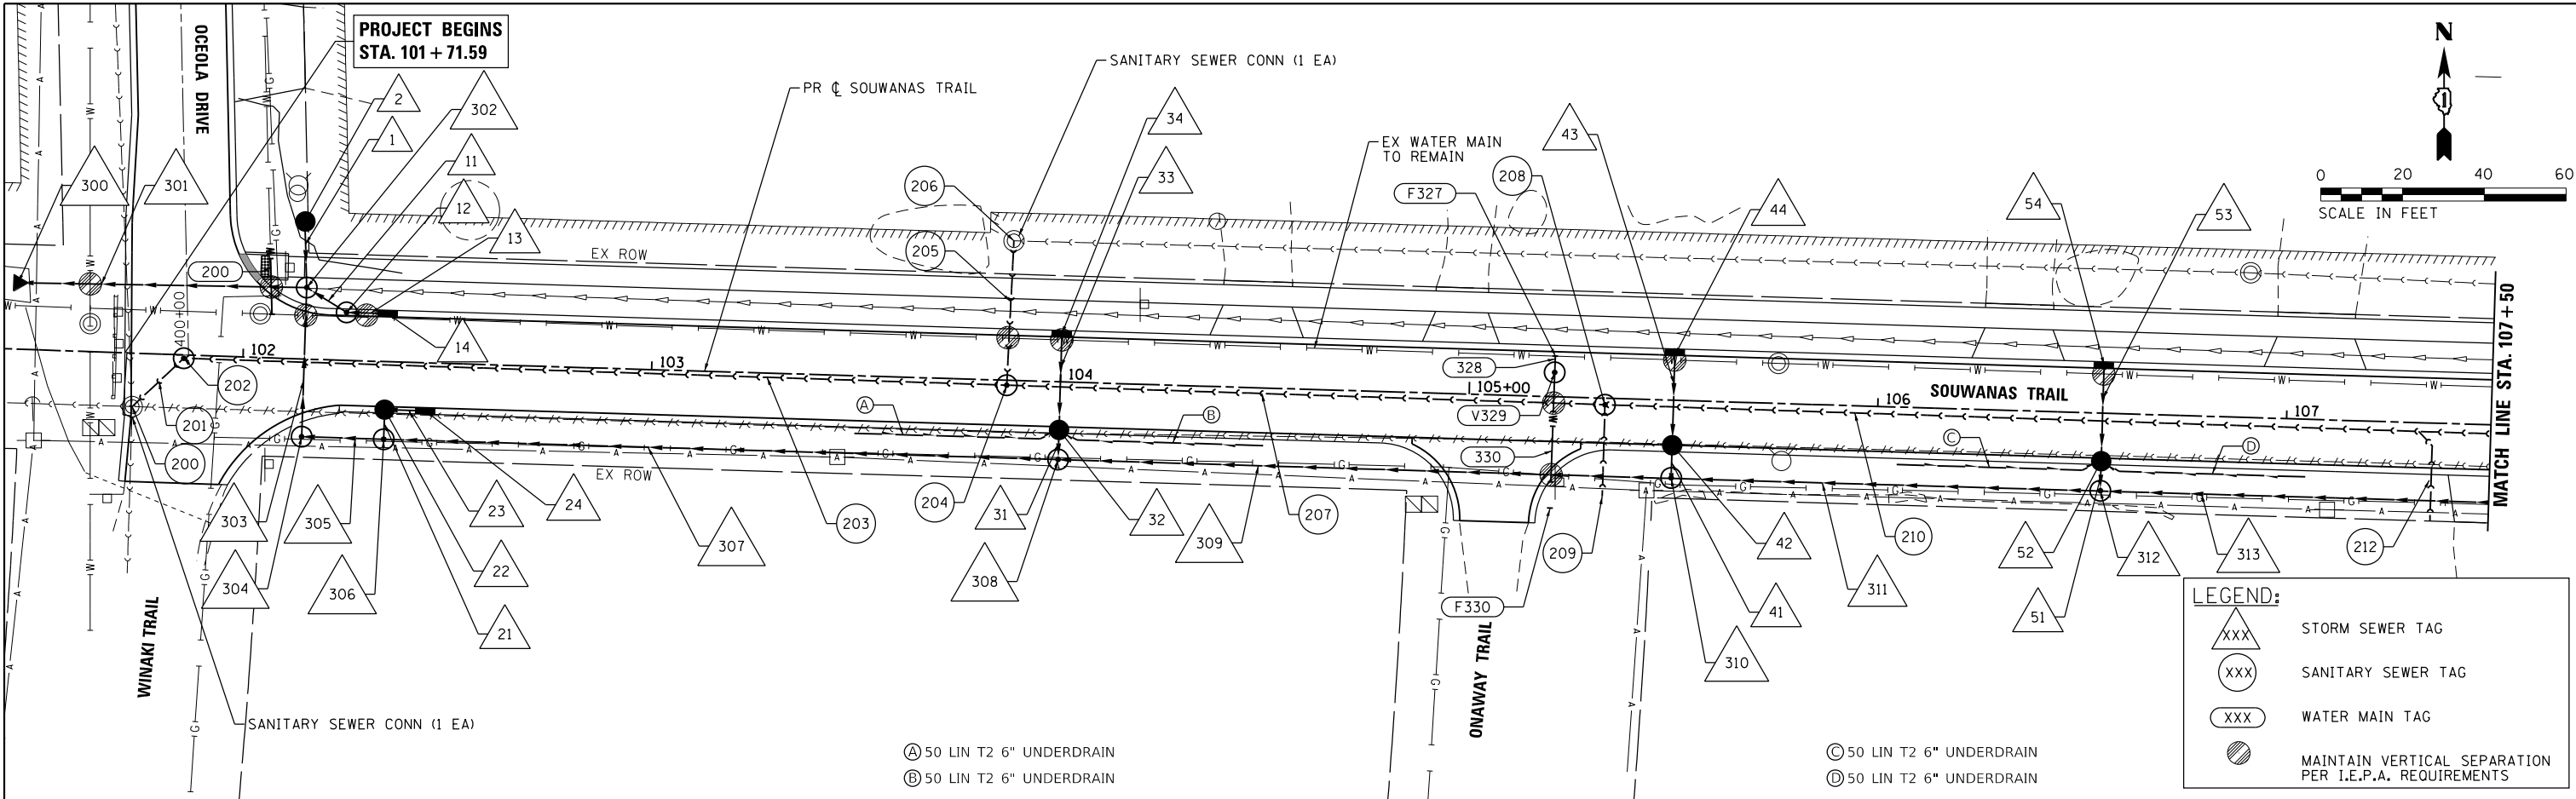 PROJECT BEGINS
STA. 101+71.59
OCEOLA DRIVE
2
302
1
11
12
13
300
301
200
400+00
14
102
202
201
200
PR ℄ SOUWANAS TRAIL
SANITARY SEWER CONN (1 EA)
206
205
34
33
EX WATER MAIN
TO REMAIN
F327
208
43
44
54
53
N
0 20 40 60
SCALE IN FEET
EX ROW
103
104
328
105+00
V329
330
106
SOUWANAS TRAIL
107
MATCH LINE STA. 107+50
A
B
C
D
EX ROW
303
305
23
24
307
203
204
31
32
309
207
209
42
311
210
52
312
313
212
304
306
22
21
308
F330
41
310
51
WINAKI TRAIL
ONAWAY TRAIL
SANITARY SEWER CONN (1 EA)
A 50 LIN T2 6" UNDERDRAIN
B 50 LIN T2 6" UNDERDRAIN
C 50 LIN T2 6" UNDERDRAIN
D 50 LIN T2 6" UNDERDRAIN
LEGEND:
XXX STORM SEWER TAG
XXX SANITARY SEWER TAG
XXX WATER MAIN TAG
MAINTAIN VERTICAL SEPARATION
PER I.E.P.A. REQUIREMENTS